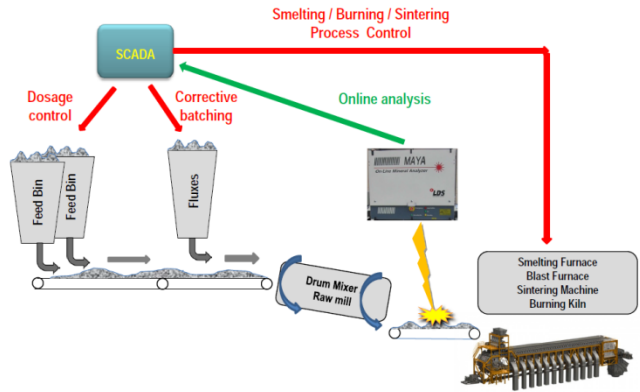 Smelting / Burning / Sintering
Process Control
SCADA
Dosage
control
Corrective
batching
Online analysis
Feed Bin
Feed Bin
Fluxes
MAYA
On-Line Mineral Analyzer
LDS
Drum Mixer
Raw mill
Smelting Furnace
Blast Furnace
Sintering Machine
Burning Kiln